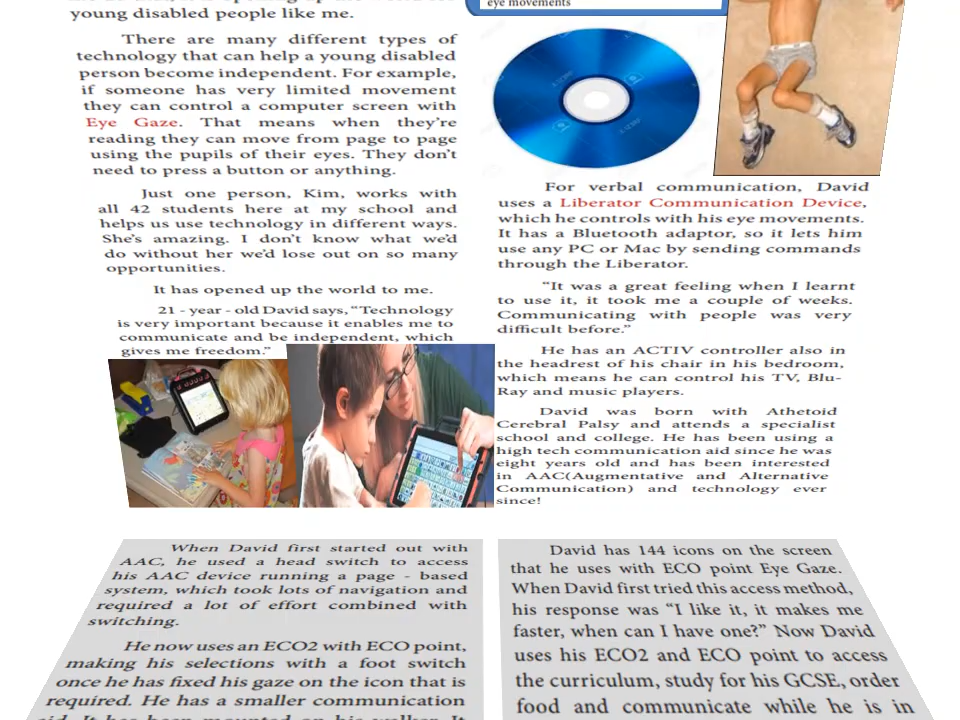 young disabled people like me.
There are many different types of
technology that can help a young disabled
person become independent. For example,
if someone has very limited movement
they can control a computer screen with
Eye Gaze. That means when they're
reading they can move from page to page
using the pupils of their eyes. They don't
need to press a button or anything.
Just one person, Kim, works with
all 42 students here at my school and
helps us use technology in different ways.
She's amazing. I don't know what we'd
do without her we'd lose out on so many
opportunities.
It has opened up the world to me.
21 - year - old David says, "Technology
is very important because it enables me to
communicate and be independent, which
gives me freedom."
eye movements
For verbal communication, David
uses a Liberator Communication Device,
which he controls with his eye movements.
It has a Bluetooth adaptor, so it lets him
use any PC or Mac by sending commands
through the Liberator.
"It was a great feeling when I learnt
to use it, it took me a couple of weeks.
Communicating with people was very
difficult before."
He has an ACTIV controller also in
the headrest of his chair in his bedroom,
which means he can control his TV, Blu-
Ray and music players.
David was born with Athetoid
Cerebral Palsy and attends a specialist
school and college. He has been using a
high tech communication aid since he was
eight years old and has been interested
in AAC(Augmentative and Alternative
Communication) and technology ever
since!
When David first started out with
AAC, he used a head switch to access
his AAC device running a page - based
system, which took lots of navigation and
required a lot of effort combined with
switching.
He now uses an ECO2 with ECO point,
making his selections with a foot switch
once he has fixed his gaze on the icon that is
required. He has a smaller communication
aid. It has been mounted on his walker. It
David has 144 icons on the screen
that he uses with ECO point Eye Gaze.
When David first tried this access method,
his response was "I like it, it makes me
faster, when can I have one?" Now David
uses his ECO2 and ECO point to access
the curriculum, study for his GCSE, order
food and communicate while he is in